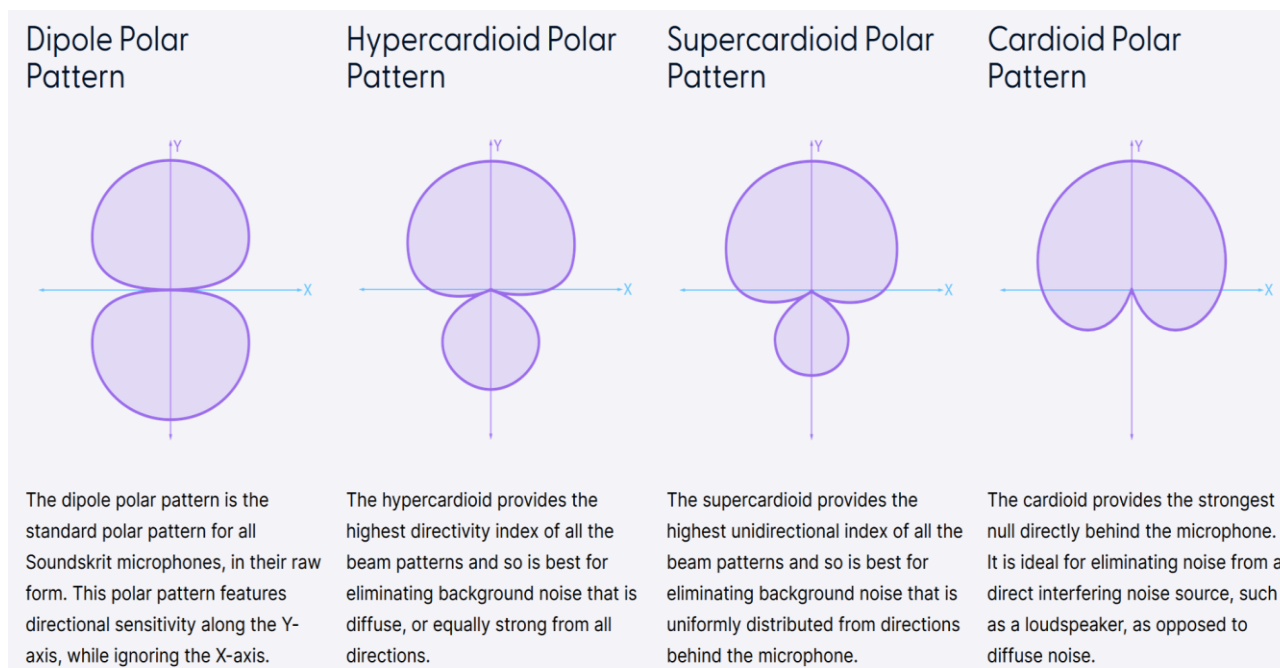 Dipole Polar
Pattern
Y
X
The dipole polar pattern is the
standard polar pattern for all
Soundskrit microphones, in their raw
form. This polar pattern features
directional sensitivity along the Y-
axis, while ignoring the X-axis.
Hypercardioid Polar
Pattern
Y
X
The hypercardioid provides the
highest directivity index of all the
beam patterns and so is best for
eliminating background noise that is
diffuse, or equally strong from all
directions.
Supercardioid Polar
Pattern
Y
X
The supercardioid provides the
highest unidirectional index of all the
beam patterns and so is best for
eliminating background noise that is
uniformly distributed from directions
behind the microphone.
Cardioid Polar
Pattern
Y
X
The cardioid provides the strongest
null directly behind the microphone.
It is ideal for eliminating noise from a
direct interfering noise source, such
as a loudspeaker, as opposed to
diffuse noise.